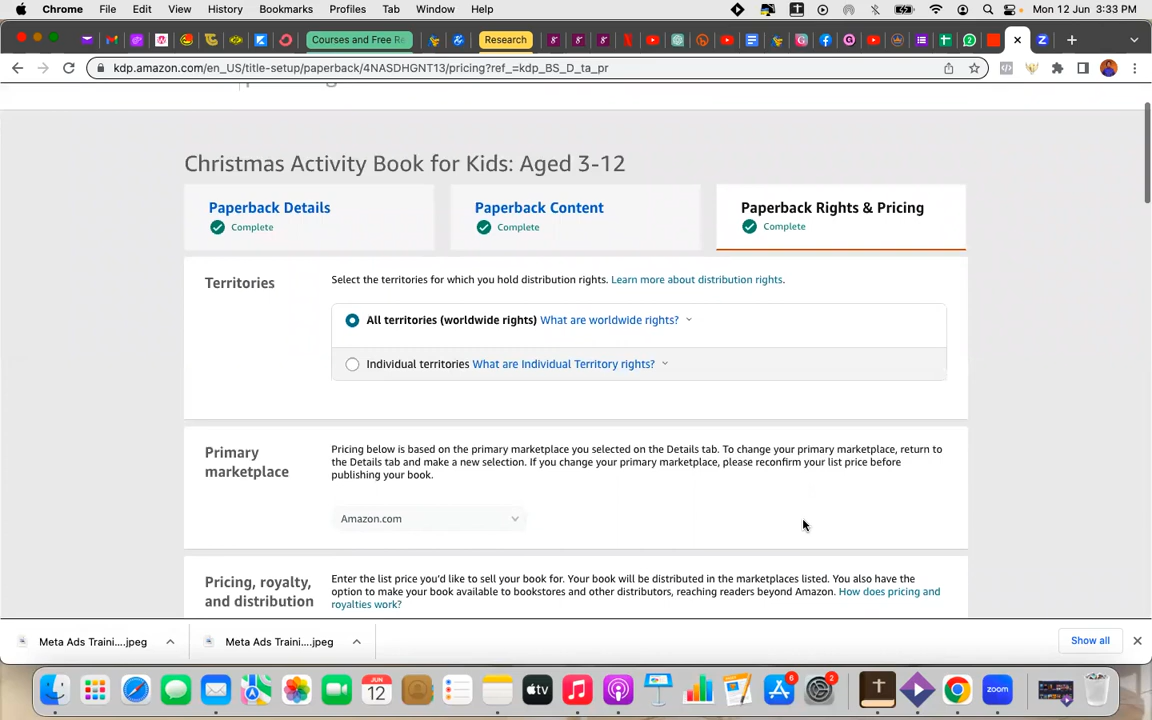 Chrome File Edit View History Bookmarks Profiles Tab Window Help Mon 12 Jun 3:33 PM
Courses and Free Re Research
kdp.amazon.com/en_US/title-setup/paperback/4NASDHGNT13/pricing?ref_=kdp_BS_D_ta_pr
Christmas Activity Book for Kids: Aged 3-12
Paperback Details Paperback Content Paperback Rights & Pricing
Complete Complete Complete
Territories
Select the territories for which you hold distribution rights. Learn more about distribution rights.
All territories (worldwide rights) What are worldwide rights?
Individual territories What are Individual Territory rights?
Primary marketplace
Pricing below is based on the primary marketplace you selected on the Details tab. To change your primary marketplace, return to
the Details tab and make a new selection. If you change your primary marketplace, please reconfirm your list price before
publishing your book.
Amazon.com
Pricing, royalty,
and distribution
Enter the list price you'd like to sell your book for. Your book will be distributed in the marketplaces listed. You also have the
option to make your book available to bookstores and other distributors, reaching readers beyond Amazon. How does pricing and
royalties work?
Meta Ads Traini....jpeg Meta Ads Traini....jpeg Show all
JUN
12
tv
6
2
zoom